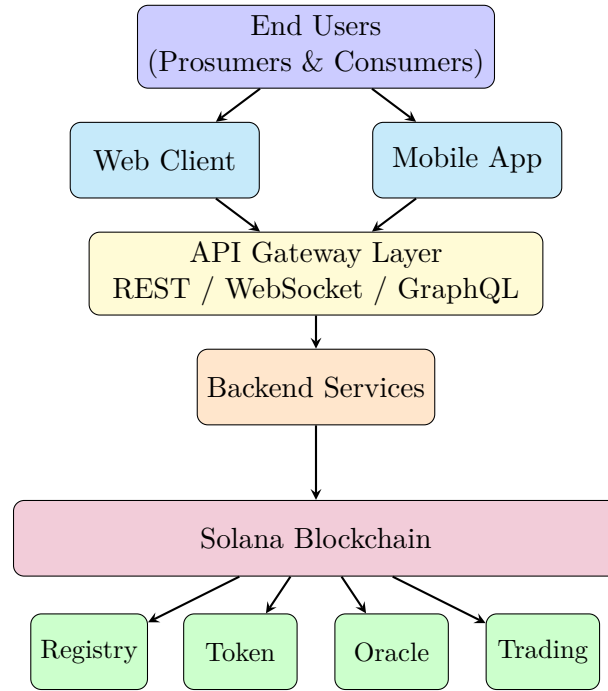 End Users
(Prosumers & Consumers)
Web Client
Mobile App
API Gateway Layer
REST / WebSocket / GraphQL
Backend Services
Solana Blockchain
Registry
Token
Oracle
Trading